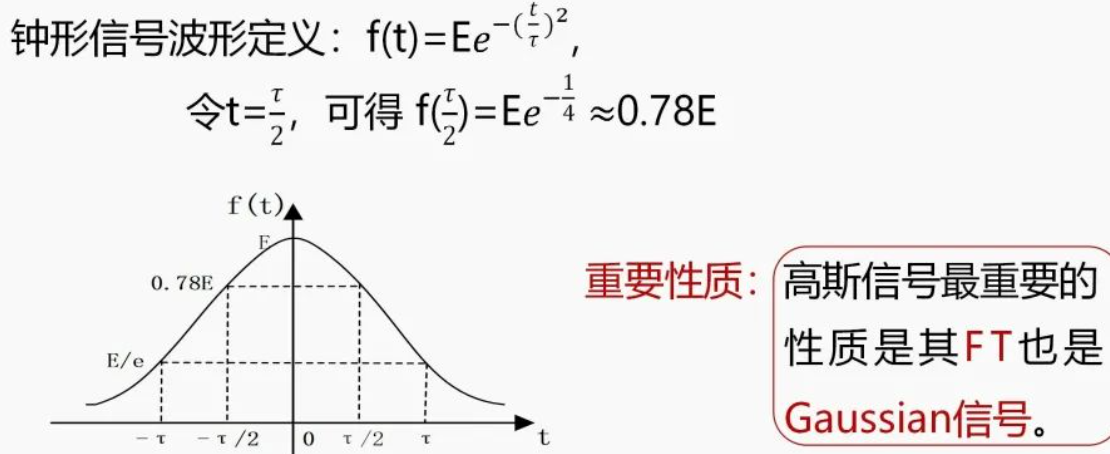 钟形信号波形定义：f(t)=Ee^{-(\frac{t}{τ})^2},
令t=\frac{τ}{2}，可得 f(\frac{τ}{2})=Ee^{-\frac{1}{4}} ≈0.78E
f(t)
E
0.78E
E/e
-τ -τ/2 0 τ/2 τ t
重要性质：
高斯信号最重要的
性质是其FT也是
Gaussian信号。